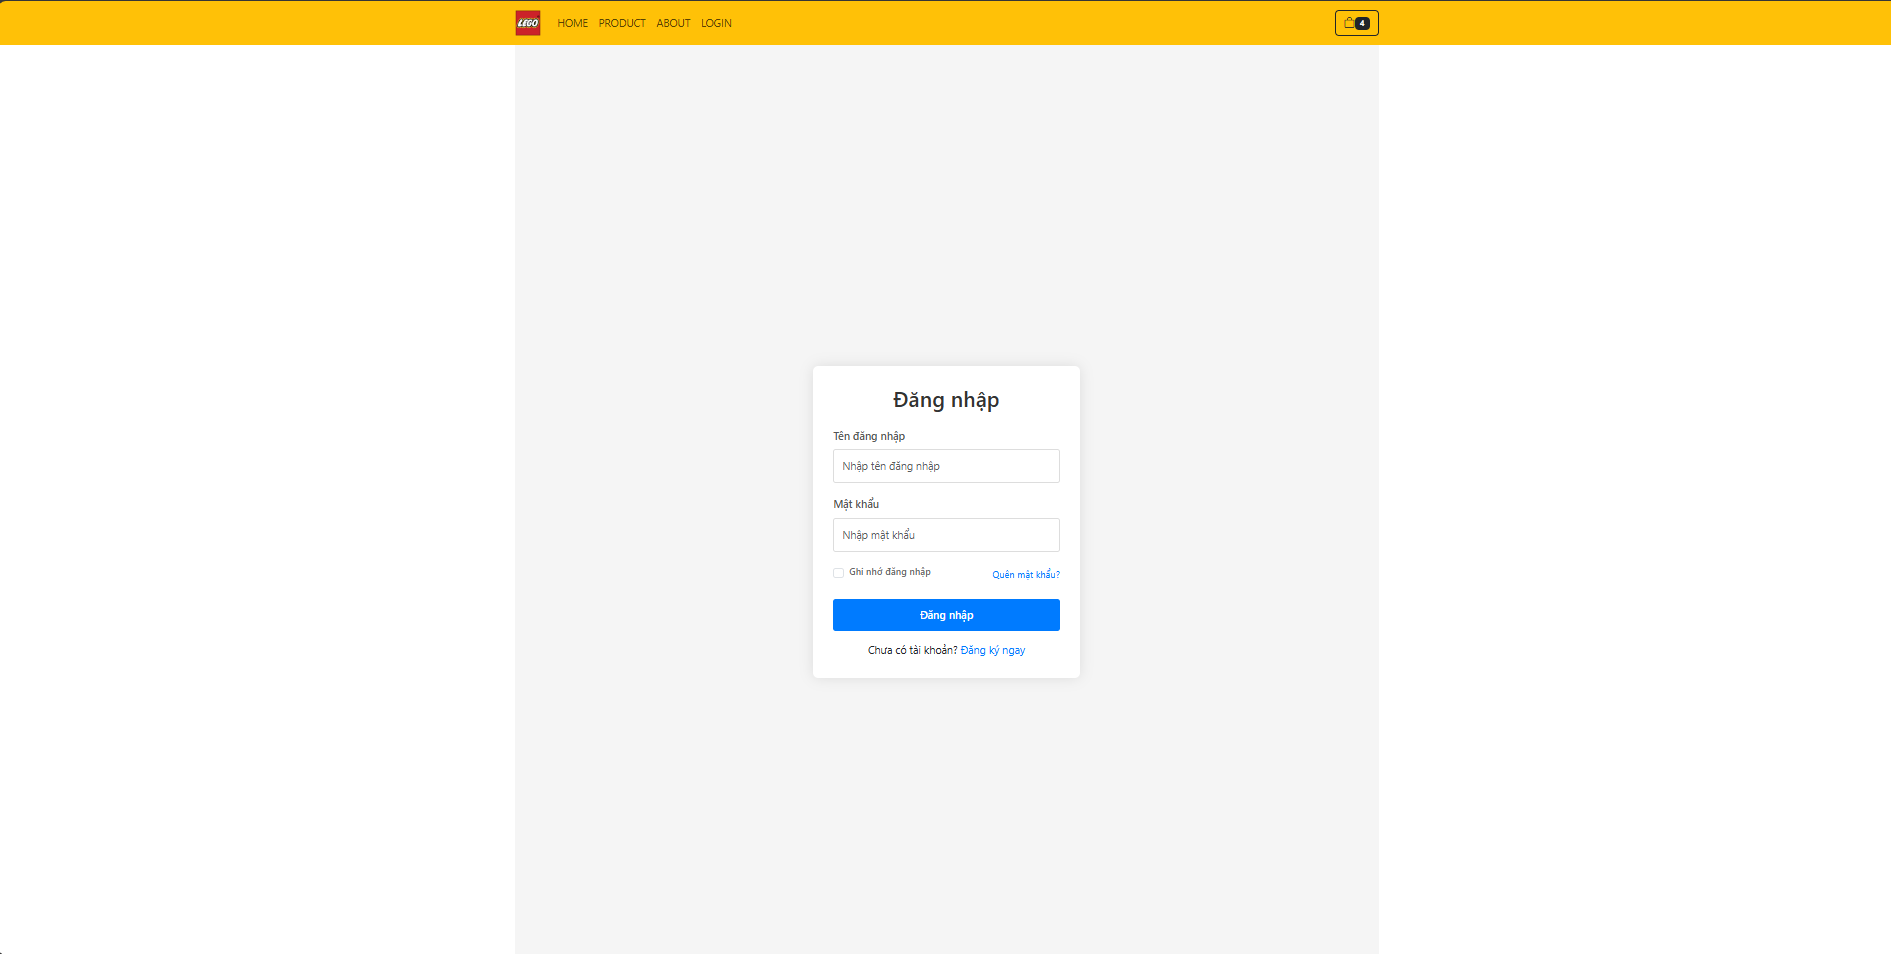 LEGO HOME PRODUCT ABOUT LOGIN 4
Đăng nhập
Tên đăng nhập
Nhập tên đăng nhập
Mật khẩu
Nhập mật khẩu
Ghi nhớ đăng nhập Quên mật khẩu?
Đăng nhập
Chưa có tài khoản? Đăng ký ngay